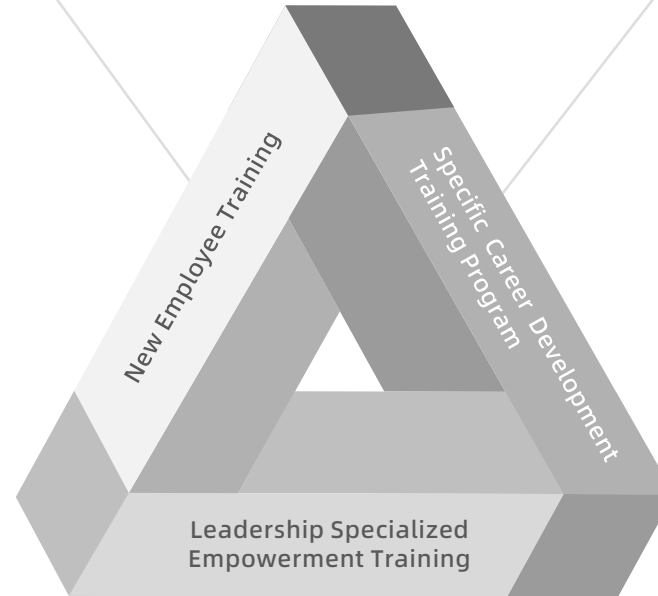 New Employee Training
Specific Career Development
Training Program
Leadership Specialized
Empowerment Training